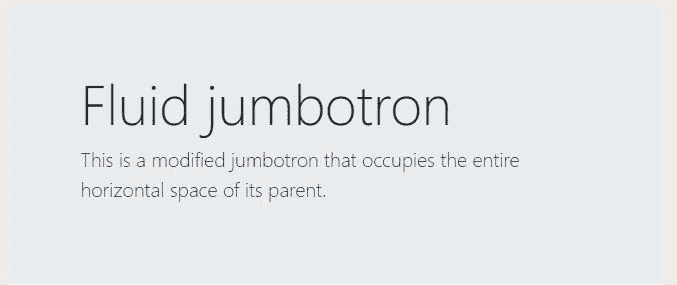 Fluid jumbotron
This is a modified jumbotron that occupies the entire
horizontal space of its parent.